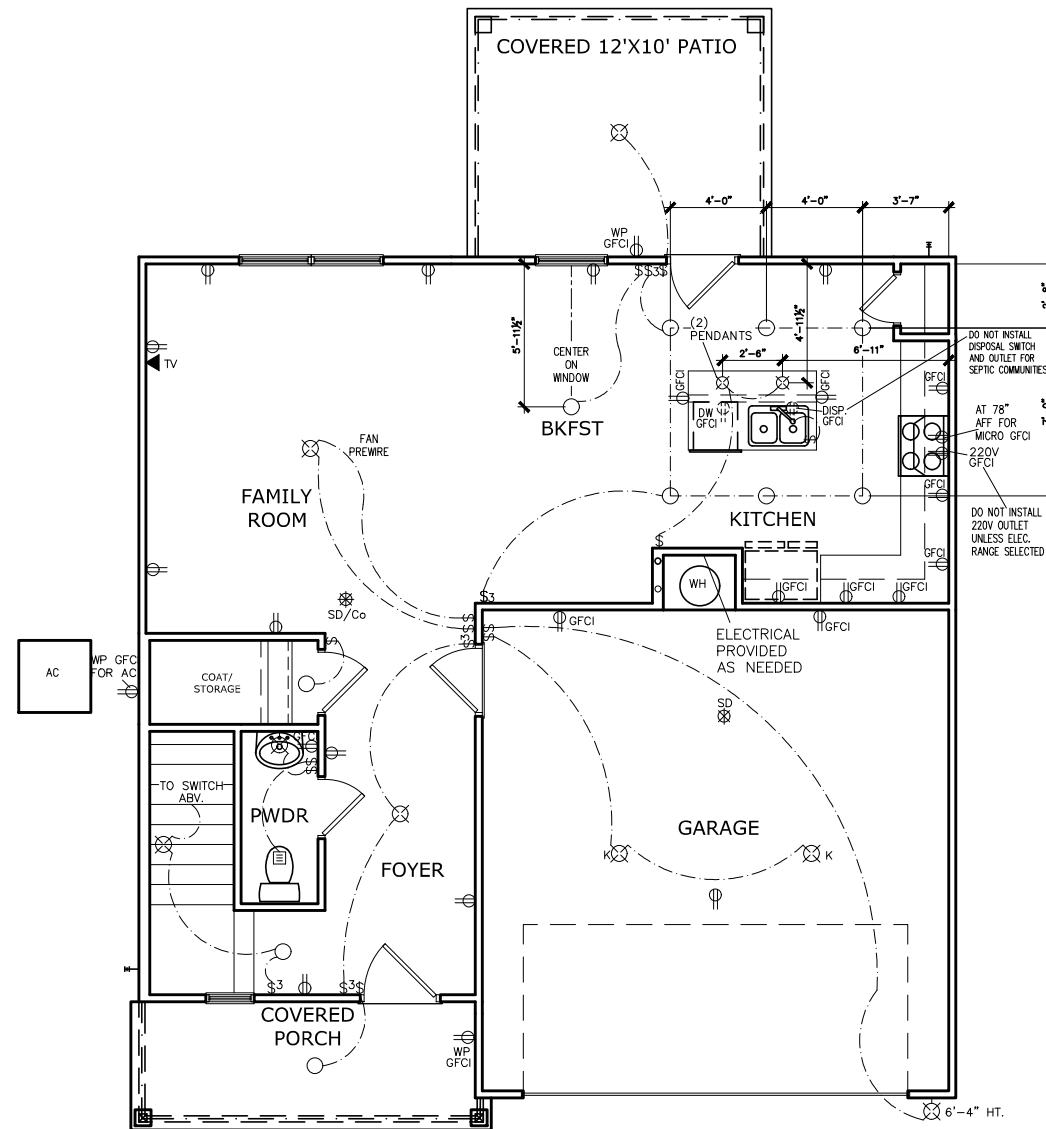 COVERED 12'X10' PATIO
4'-0"
4'-0"
3'-7"
WP
GFCI
$$3$
5'-11½"
4'-11½"
CENTER
ON
WINDOW
(2)
PENDANTS
2'-6"
6'-11"
DO NOT INSTALL
DISPOSAL SWITCH
AND OUTLET FOR
SEPTIC COMMUNITIES
TV
GFCI
GFCI
GFCI
DW
GFCI
DISP.
GFCI
$
BKFST
AT 78"
AFF FOR
MICRO GFCI
220V
GFCI
FAN
PREWIRE
FAMILY
ROOM
KITCHEN
GFCI
DO NOT INSTALL
220V OUTLET
UNLESS ELEC.
RANGE SELECTED
$
GFCI
WH
GFCI
GFCI
$3
SD/Co
GFCI
GFCI
ELECTRICAL
PROVIDED
AS NEEDED
AC
WP GFC
FOR AC
COAT/
STORAGE
$
SD
GFCI
TO SWITCH
ABV.
PWDR
GARAGE
K
K
FOYER
$3
$3$
COVERED
PORCH
WP
GFCI
6'-4" HT.